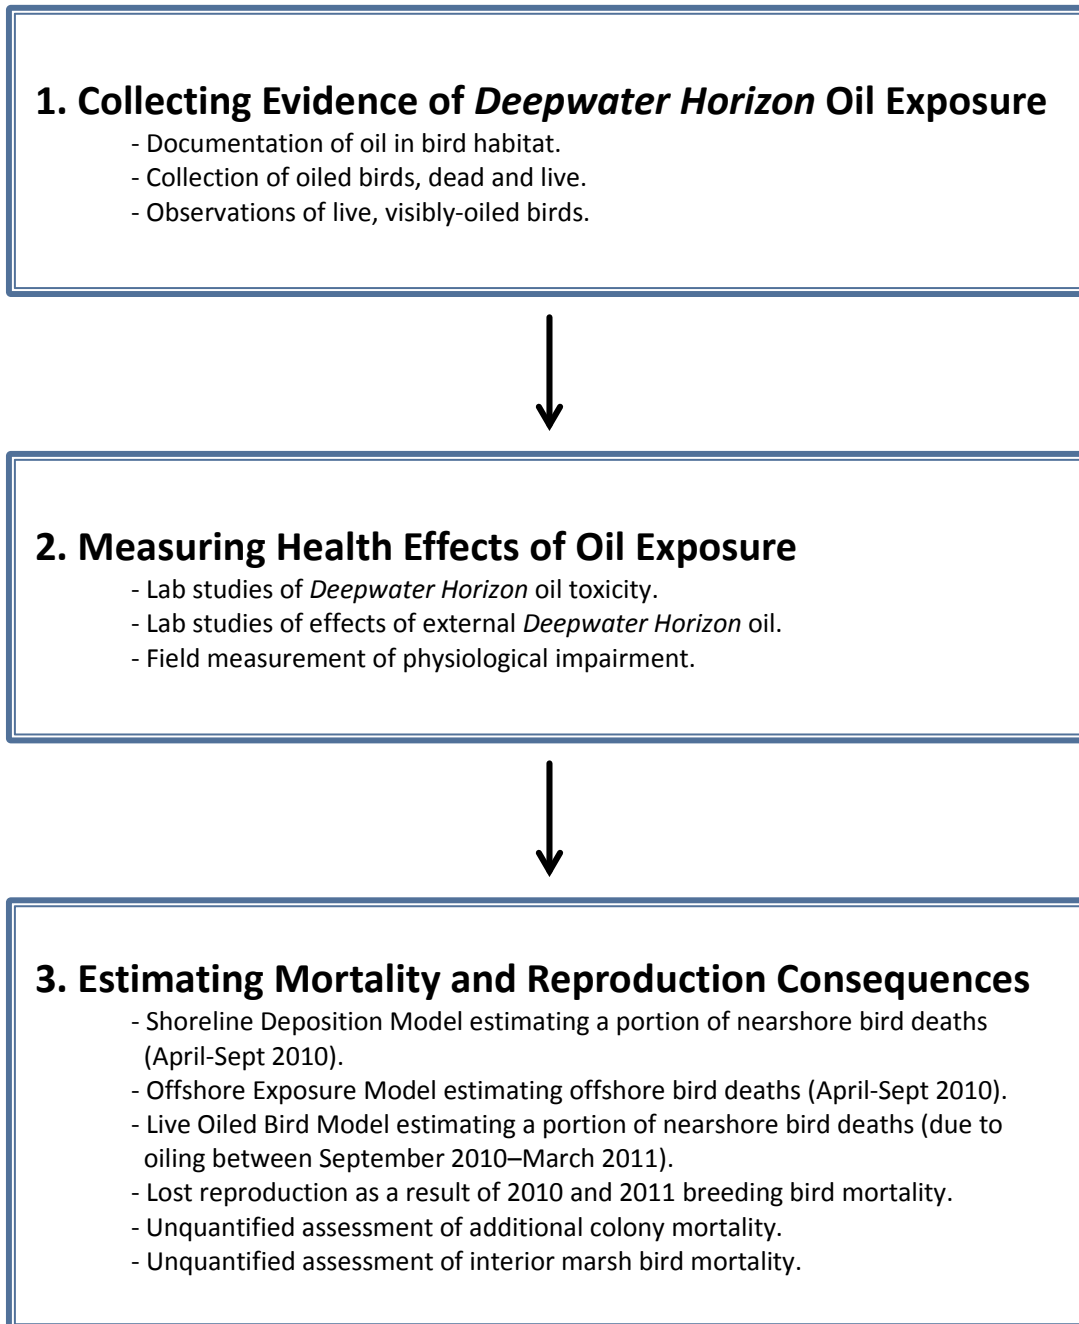 1. Collecting Evidence of Deepwater Horizon Oil Exposure
- Documentation of oil in bird habitat.
- Collection of oiled birds, dead and live.
- Observations of live, visibly-oiled birds.
2. Measuring Health Effects of Oil Exposure
- Lab studies of Deepwater Horizon oil toxicity.
- Lab studies of effects of external Deepwater Horizon oil.
- Field measurement of physiological impairment.
3. Estimating Mortality and Reproduction Consequences
- Shoreline Deposition Model estimating a portion of nearshore bird deaths
(April-Sept 2010).
- Offshore Exposure Model estimating offshore bird deaths (April-Sept 2010).
- Live Oiled Bird Model estimating a portion of nearshore bird deaths (due to
oiling between September 2010–March 2011).
- Lost reproduction as a result of 2010 and 2011 breeding bird mortality.
- Unquantified assessment of additional colony mortality.
- Unquantified assessment of interior marsh bird mortality.